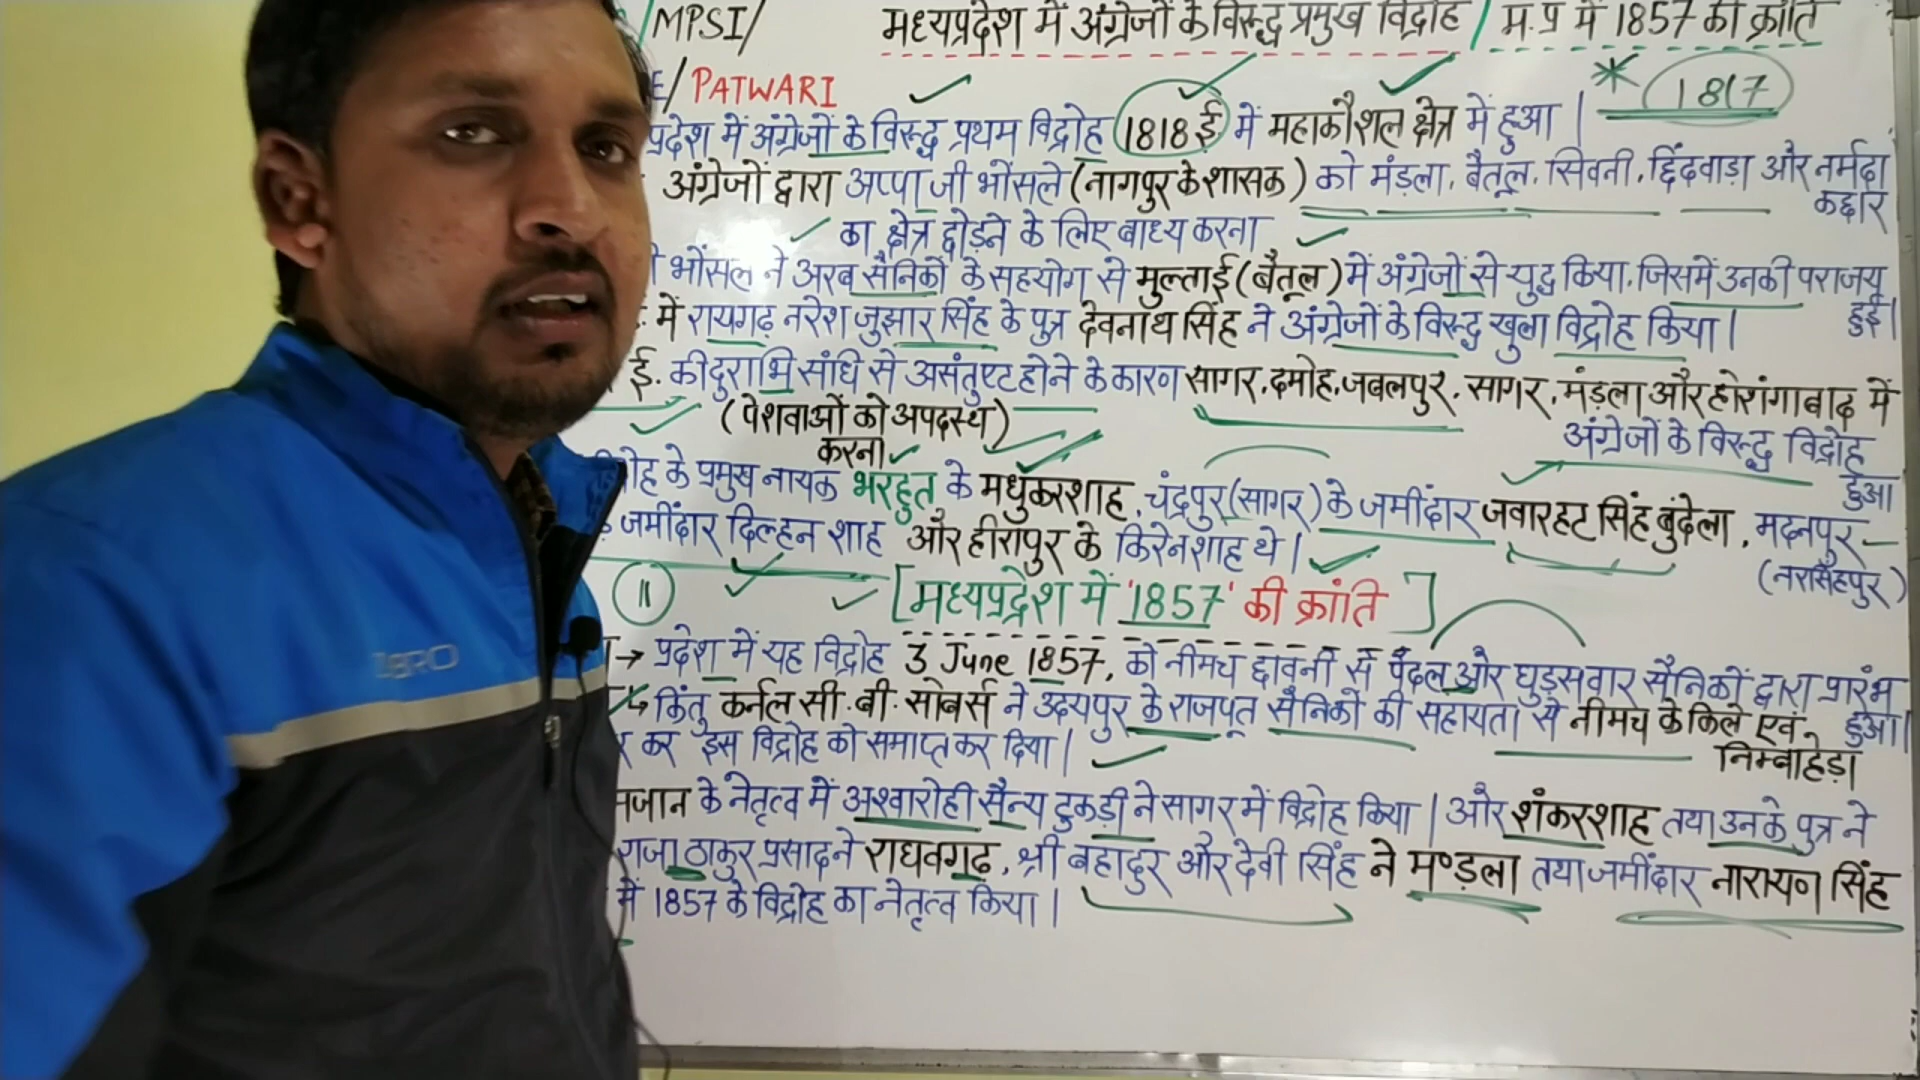 /MPSI/ मध्यप्रदेश में अंग्रेजों के विरूद्ध प्रमुख विद्रोह / म.प्र में 1857 की क्रांति
E/ PATWARI
* 1817
प्रदेश में अंग्रेजों के विरूद्ध प्रथम विद्रोह 1818 ई में महाकौशल क्षेत्र में हुआ |
अंग्रेजों द्वारा अप्पा जी भोंसले (नागपुर के शासक) को मंड़ला, बैतूल, सिवनी, छिंदवाड़ा और नर्मदा
कछार
का क्षेत्र छोड़ने के लिए बाध्य करना
भोंसले ने अरब सैनिकों के सहयोग से मुल्ताई (बैतूल) में अंग्रेजों से युद्ध किया, जिसमें उनकी पराजय
हुई|
में रायगढ़ नरेश जुझार सिंह के पुत्र देवनाथ सिंह ने अंग्रेजों के विरूद्ध खुला विद्रोह किया |
ई. की दुराभि संधि से असंतुष्ट होने के कारण सागर, दमोह, जबलपुर, सागर, मंड़ला और होशंगाबाद में
(पेशवाओं को अपदस्थ) अंग्रेजों के विरूद्ध विद्रोह
करना हुआ
के प्रमुख नायक भरहुत के मधुकरशाह, चंद्रपुर (सागर) के जमींदार जवारहट सिंह बुंदेला, मदनपुर
जमींदार दिल्हन शाह और हीरापुर के किरेनशाह थे |
(नरसिंहपुर)
11 [मध्यप्रदेश में '1857' की क्रांति]
→ प्रदेश में यह विद्रोह 3 June 1857, को नीमच छावनी से पैदल और घुड़सवार सैनिकों द्वारा प्रारंभ
हुआ|
↳ किंतु कर्नल सी.बी. सोबर्स ने उदयपुर के राजपूत सैनिकों की सहायता से नीमच के किले एवं
निम्बाहेड़ा
कर इस विद्रोह को समाप्त कर दिया |
के नेतृत्व में अश्वारोही सैन्य टुकड़ी ने सागर में विद्रोह किया | और शंकरशाह तथा उनके पुत्र ने
राजा ठाकुर प्रसाद ने राघवगढ़, श्री बहादुर और देवी सिंह ने मण्ड़ला तथा जमींदार नारायण सिंह
में 1857 के विद्रोह का नेतृत्व किया |